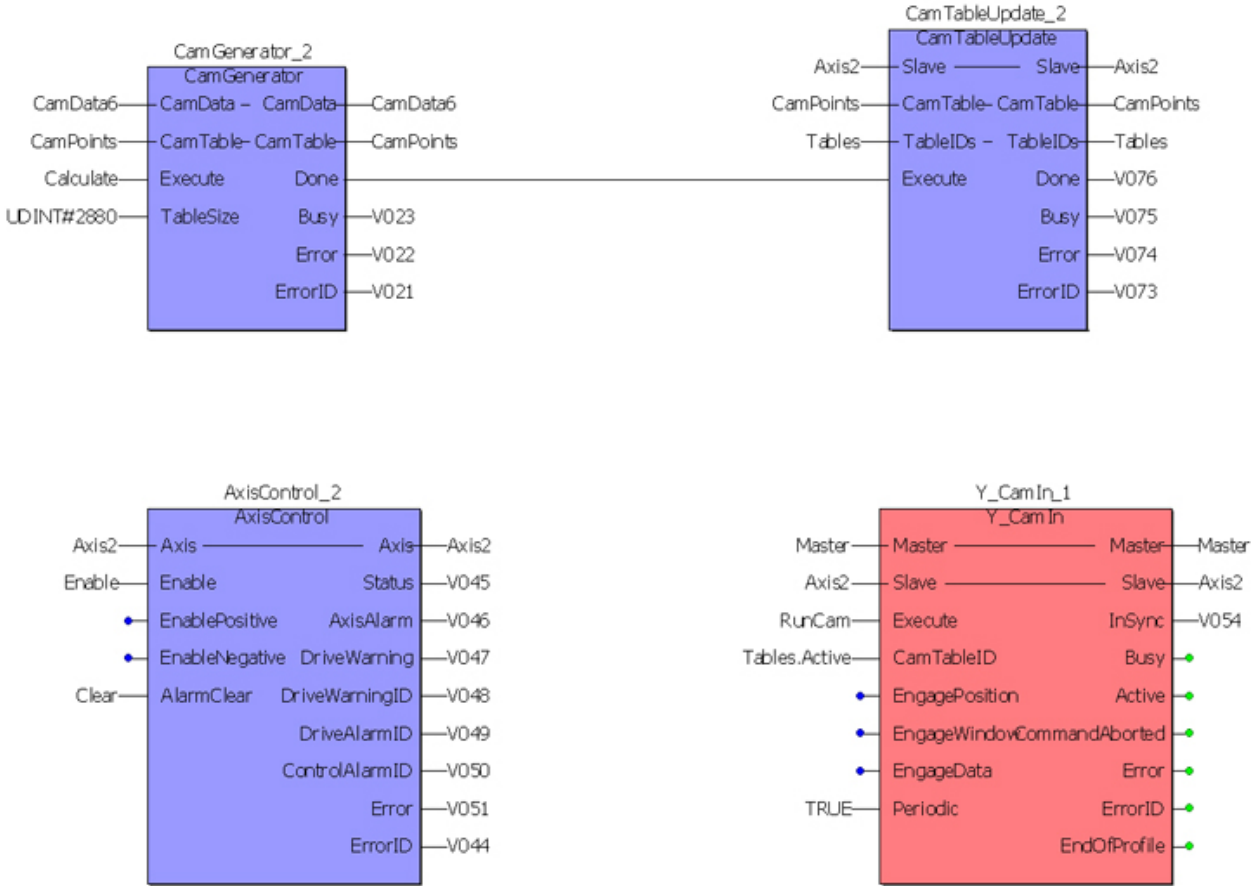 CamGenerator_2
CamGenerator
CamData6 CamData CamData CamData6
CamPoints CamTable CamTable CamPoints
Calculate Execute Done
UDINT#2880 TableSize Busy V023
Error V022
ErrorID V021
CamTableUpdate_2
CamTableUpdate
Axis2 Slave Slave Axis2
CamPoints CamTable CamTable CamPoints
Tables TableIDs TableIDs Tables
Execute Done V076
Busy V075
Error V074
ErrorID V073
AxisControl_2
AxisControl
Axis2 Axis Axis Axis2
Enable Enable Status V045
EnablePositive AxisAlarm V046
EnableNegative DriveWarning V047
Clear AlarmClear DriveWarningID V048
DriveAlarmID V049
ControlAlarmID V050
Error V051
ErrorID V044
Y_CamIn_1
Y_CamIn
Master Master Master Master
Axis2 Slave Slave Axis2
RunCam Execute InSync V054
Tables.Active CamTableID Busy
EngagePosition Active
EngageWindow CommandAborted
EngageData Error
TRUE Periodic ErrorID
EndOfProfile